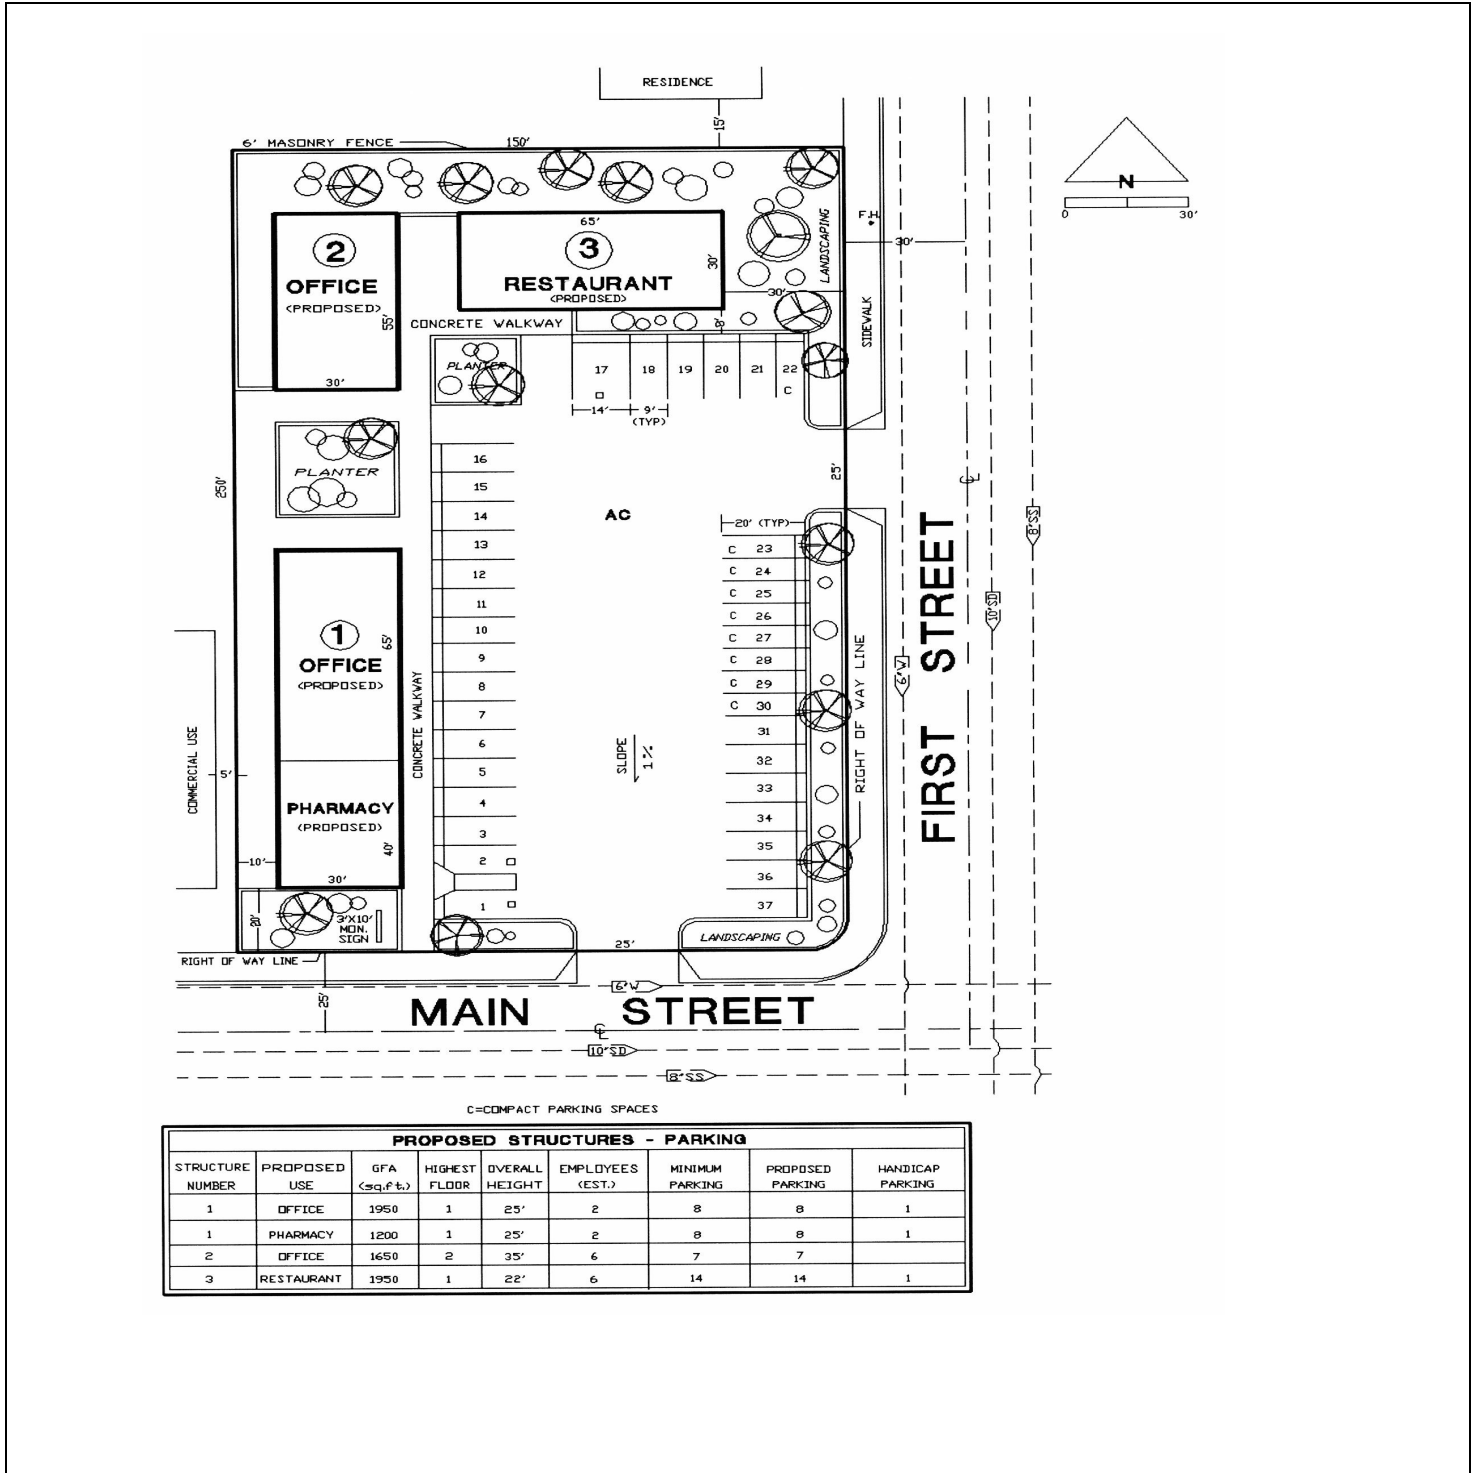 RESIDENCE
15'
6' MASONRY FENCE
150'
N
0 30'
2
OFFICE
(PROPOSED)
55'
30'
65'
3
RESTAURANT
(PROPOSED)
30'
30'
8'
LANDSCAPING
F.H.
30'
SIDEWALK
CONCRETE WALKWAY
PLANTER
17 18 19 20 21 22
C
14' 9'
(TYP)
PLANTER
250'
25'
16
15
14
13
12
11
10
9
8
7
6
5
4
3
2
1
AC
20' (TYP)
C 23
C 24
C 25
C 26
C 27
C 28
C 29
C 30
31
32
33
34
35
36
37
1
OFFICE
(PROPOSED)
65'
CONCRETE WALKWAY
COMMERCIAL USE
5'
PHARMACY
(PROPOSED)
40'
10'
30'
20'
3'X10'
MON.
SIGN
SLOPE
1%
RIGHT OF WAY LINE
FIRST STREET
6"W
10"SD
8"SS
CL
LANDSCAPING
25'
RIGHT OF WAY LINE
25'
6"W
MAIN STREET
CL
10"SD
8"SS
C=COMPACT PARKING SPACES
PROPOSED STRUCTURES - PARKING
STRUCTURE NUMBER PROPOSED USE GFA (sq.ft.) HIGHEST FLOOR OVERALL HEIGHT EMPLOYEES (EST.) MINIMUM PARKING PROPOSED PARKING HANDICAP PARKING
1 OFFICE 1950 1 25' 2 8 8 1
1 PHARMACY 1200 1 25' 2 8 8 1
2 OFFICE 1650 2 35' 6 7 7
3 RESTAURANT 1950 1 22' 6 14 14 1